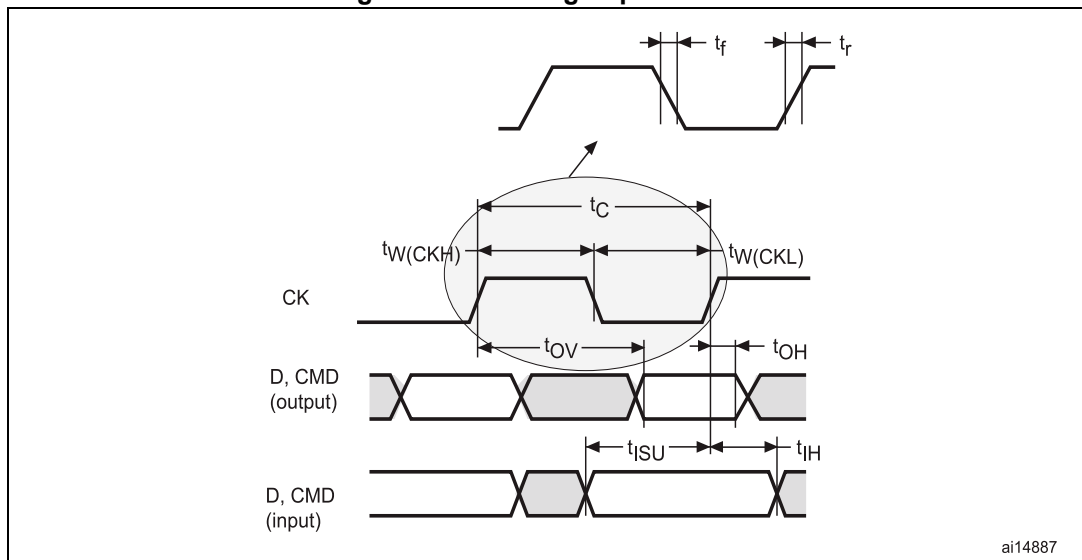 tf
tr
tC
tW(CKH)
tW(CKL)
CK
tOV
tOH
D, CMD
(output)
tISU
tIH
D, CMD
(input)
ai14887